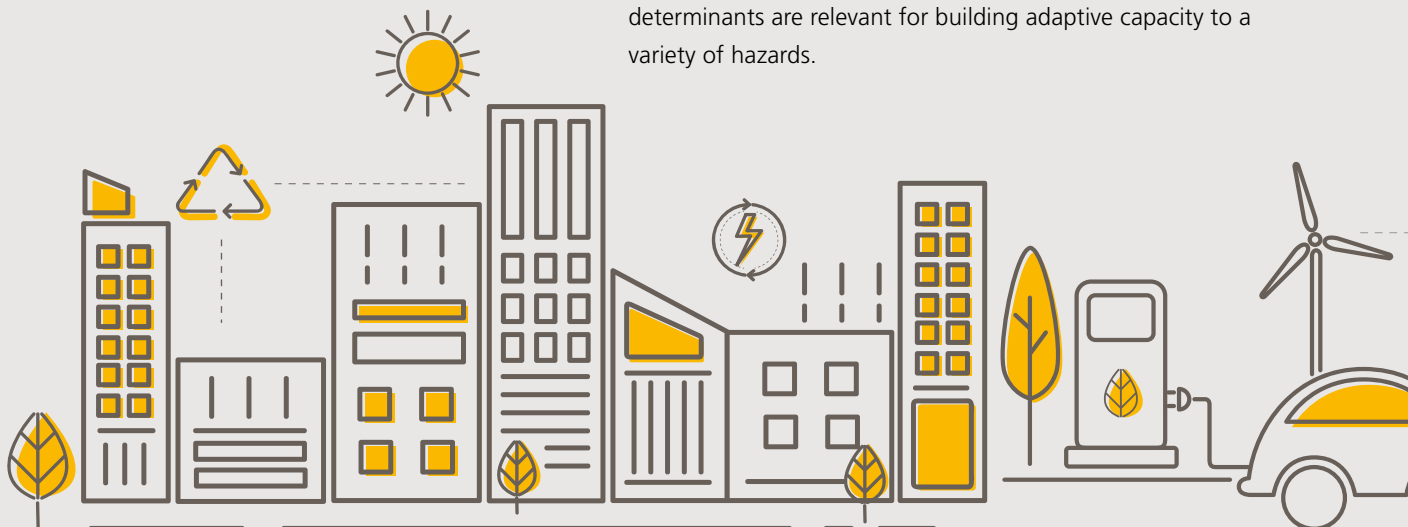 determinants are relevant for building adaptive capacity to a
variety of hazards.